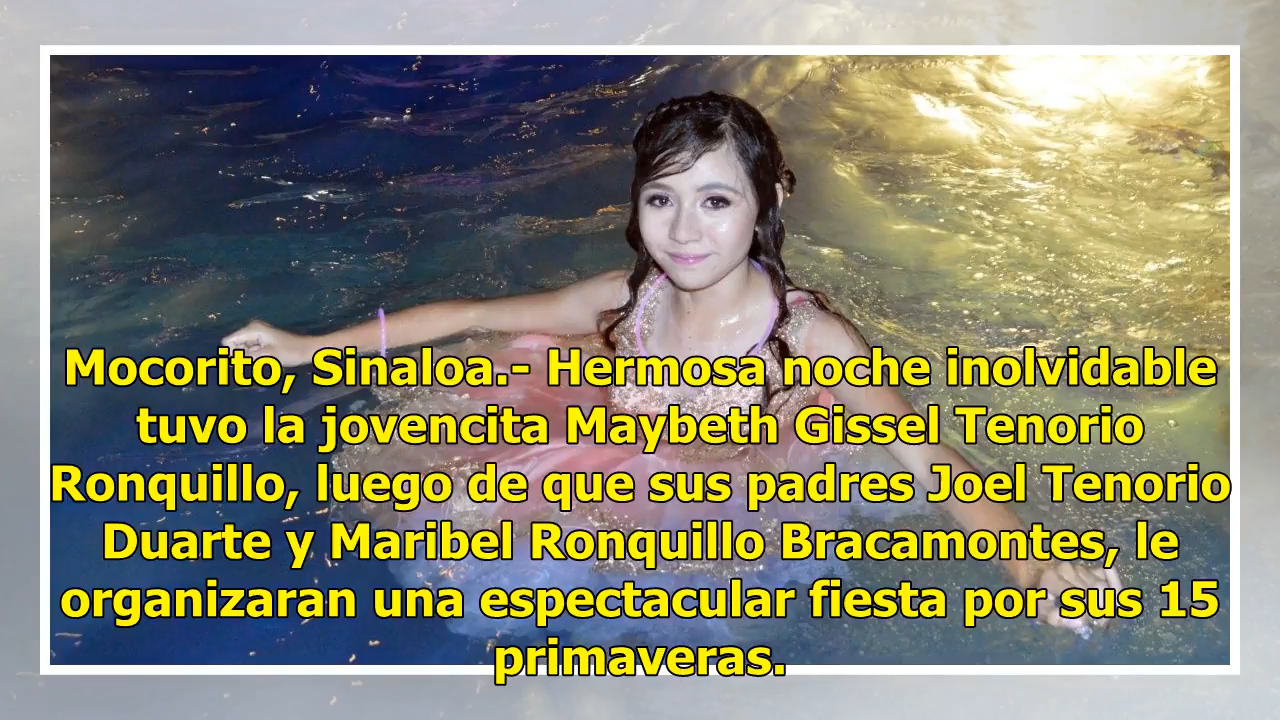 Mocorito, Sinaloa.- Hermosa noche inolvidable
tuvo la jovencita Maybeth Gissel Tenorio
Ronquillo, luego de que sus padres Joel Tenorio
Duarte y Maribel Ronquillo Bracamontes, le
organizaran una espectacular fiesta por sus 15
primaveras.